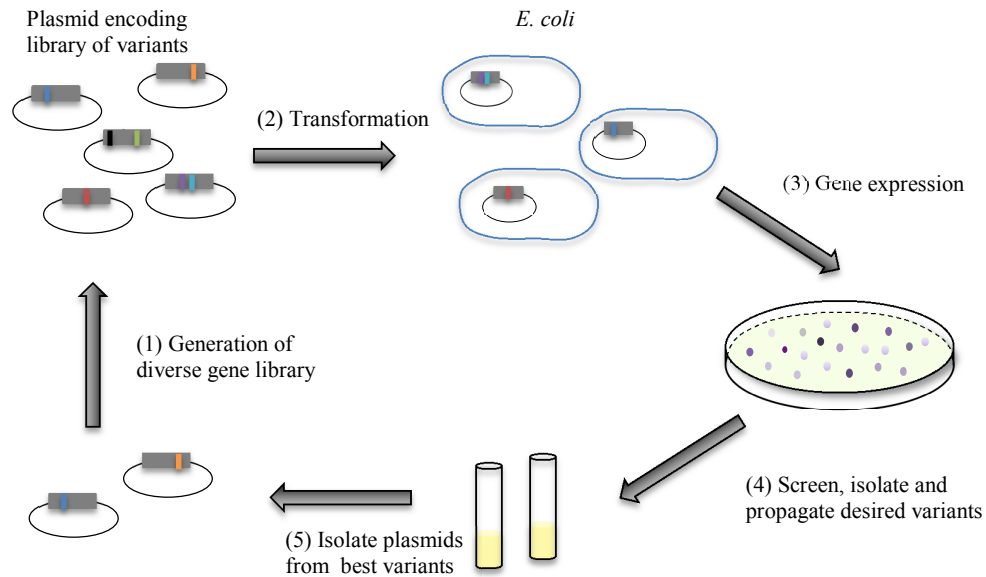 Plasmid encoding
library of variants
E. coli
(2) Transformation
(3) Gene expression
(1) Generation of
diverse gene library
(4) Screen, isolate and
propagate desired variants
(5) Isolate plasmids
from best variants